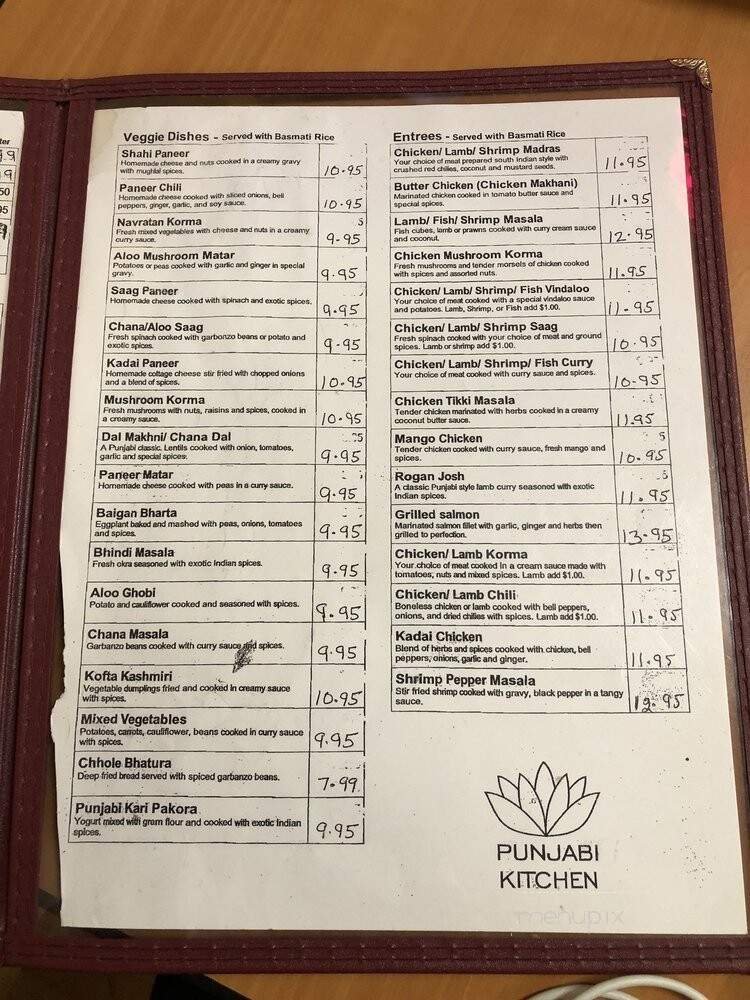 ter
50
95
Veggie Dishes - Served with Basmati Rice
Shahi Paneer
Homemade cheese and nuts cooked in a creamy gravy
with mughlai spices. 10.95
Paneer Chili
Homemade cheese cooked with sliced onions, bell
peppers, ginger, garlic, and soy sauce. 10.95
Navratan Korma
Fresh mixed vegetables with cheese and nuts in a creamy
curry sauce. 9.95
Aloo Mushroom Matar
Potatoes or peas cooked with garlic and ginger in special
gravy. 9.95
Saag Paneer
Homemade cheese cooked with spinach and exotic spices. 9.95
Chana/Aloo Saag
Fresh spinach cooked with garbonzo beans or potato and
exotic spices. 9.95
Kadai Paneer
Homemade cottage cheese stir fried with chopped onions
and a blend of spices. 10.95
Mushroom Korma
Fresh mushrooms with nuts, raisins and spices, cooked in
a creamy sauce. 10.95
Dal Makhni/ Chana Dal
A Punjabi classic. Lentils cooked with onion, tomatoes,
garlic and special spices. 9.95
Paneer Matar
Homemade cheese cooked with peas in a curry sauce. 9.95
Baigan Bharta
Eggplant baked and mashed with peas, onions, tomatoes
and spices. 9.95
Bhindi Masala
Fresh okra seasoned with exotic Indian spices. 9.95
Aloo Ghobi
Potato and cauliflower cooked and seasoned with spices. 9.95
Chana Masala
Garbanzo beans cooked with curry sauce and spices. 9.95
Kofta Kashmiri
Vegetable dumplings fried and cooked in creamy sauce
with spices. 10.95
Mixed Vegetables
Potatoes, carrots, cauliflower, beans cooked in curry sauce
with spices. 9.95
Chhole Bhatura
Deep fried bread served with spiced garbanzo beans. 7.99
Punjabi Kari Pakora
Yogurt mixed with gram flour and cooked with exotic Indian
spices. 9.95
Entrees - Served with Basmati Rice
Chicken/ Lamb/ Shrimp Madras
Your choice of meat prepared south Indian style with
crushed red chilies, coconut and mustard seeds. 11.95
Butter Chicken (Chicken Makhani)
Marinated chicken cooked in tomato butter sauce and
special spices. 11.95
Lamb/ Fish/ Shrimp Masala
Fish cubes, lamb or prawns cooked with curry cream sauce
and coconut. 12.95
Chicken Mushroom Korma
Fresh mushrooms and tender morsels of chicken cooked
with spices and assorted nuts. 11.95
Chicken/ Lamb/ Shrimp/ Fish Vindaloo
Your choice of meat cooked with a special vindaloo sauce
and potatoes. Lamb, Shrimp, or Fish add $1.00. 11.95
Chicken/ Lamb/ Shrimp Saag
Fresh spinach cooked with your choice of meat and ground
spices. Lamb or shrimp add $1.00. 10.95
Chicken/ Lamb/ Shrimp/ Fish Curry
Your choice of meat cooked with curry sauce and spices. 10.95
Chicken Tikki Masala
Tender chicken marinated with herbs cooked in a creamy
coconut butter sauce. 11.95
Mango Chicken
Tender chicken cooked with curry sauce, fresh mango and
spices. 10.95
Rogan Josh
A classic Punjabi style lamb curry seasoned with exotic
Indian spices. 11.95
Grilled salmon
Marinated salmon fillet with garlic, ginger and herbs then
grilled to perfection. 13.95
Chicken/ Lamb Korma
Your choice of meat cooked in a cream sauce made with
tomatoes, nuts and mixed spices. Lamb add $1.00. 11.95
Chicken/ Lamb Chili
Boneless chicken or lamb cooked with bell peppers,
onions, and dried chilies with spices. Lamb add $1.00. 11.95
Kadai Chicken
Blend of herbs and spices cooked with chicken, bell
peppers, onions, garlic and ginger. 11.95
Shrimp Pepper Masala
Stir fried shrimp cooked with gravy, black pepper in a tangy
sauce. 12.95
PUNJABI
KITCHEN
menupix